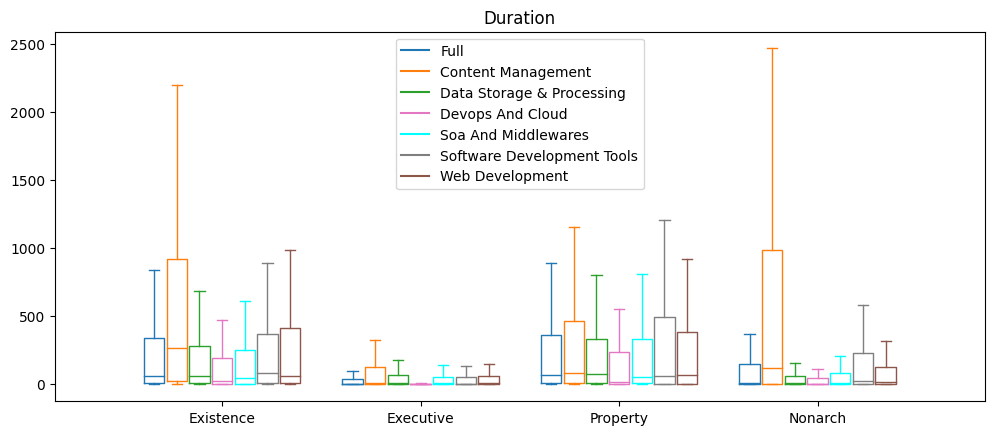 Duration
2500
2000
1500
1000
500
0
Full
Content Management
Data Storage & Processing
Devops And Cloud
Soa And Middlewares
Software Development Tools
Web Development
Existence
Executive
Property
Nonarch